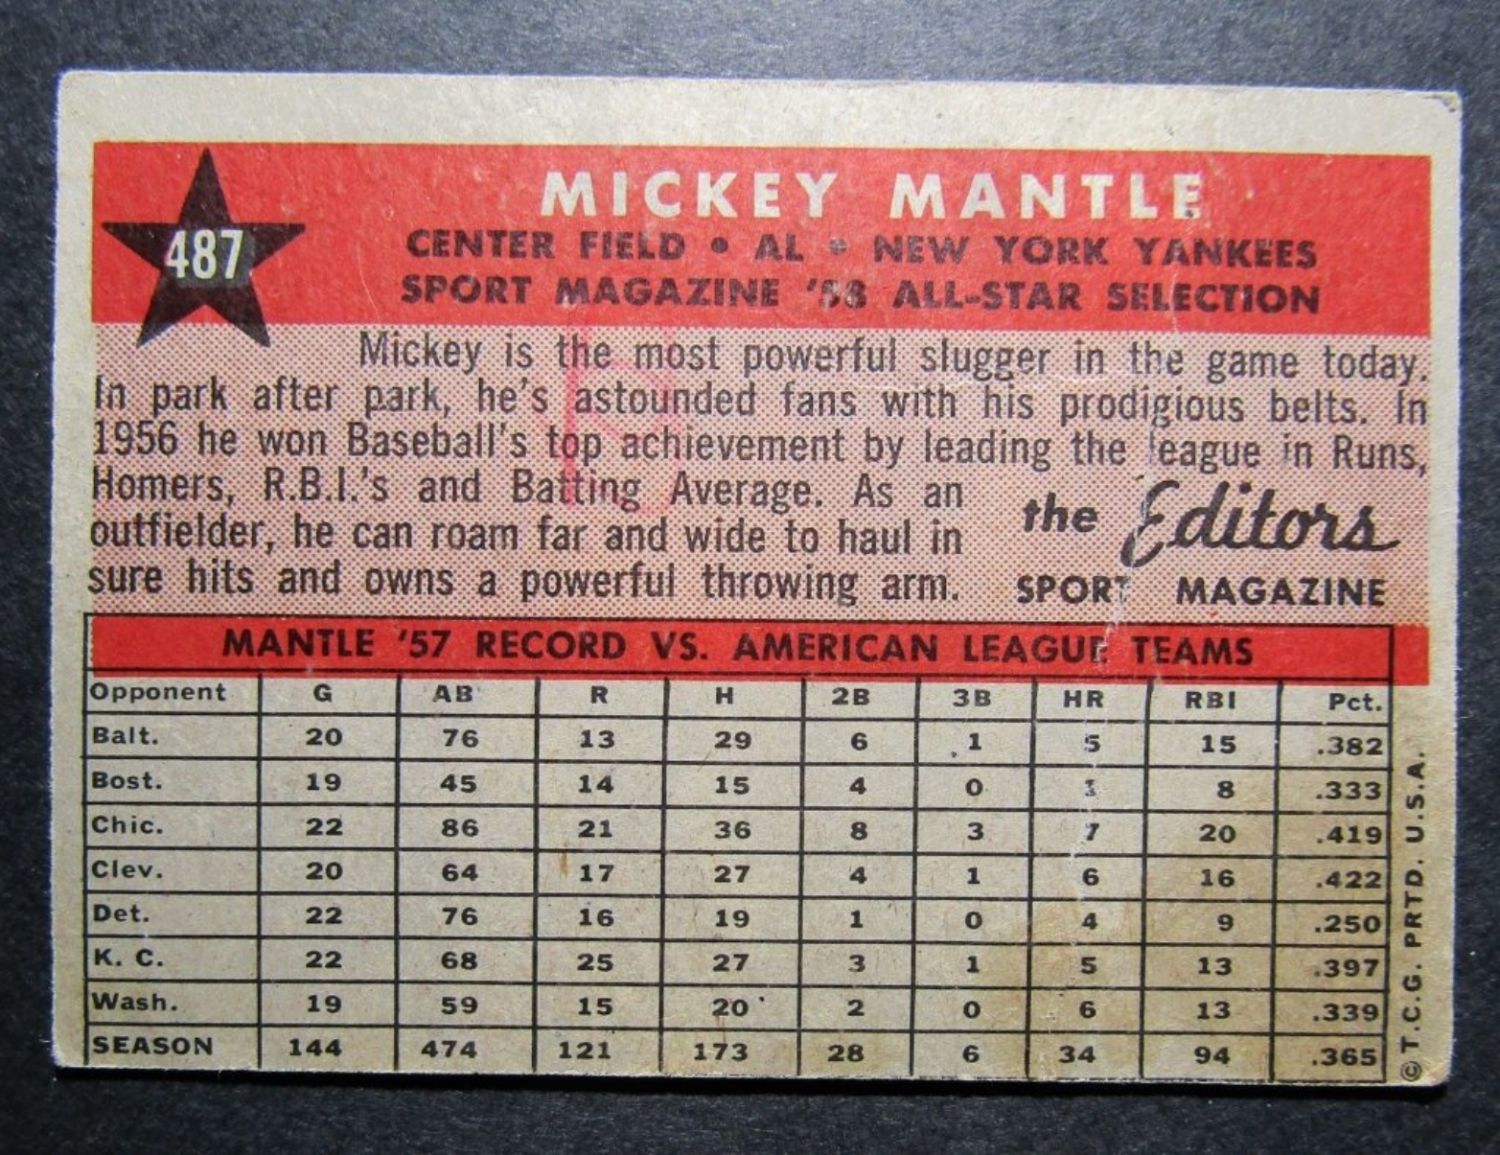 487
MICKEY MANTLE
CENTER FIELD • AL • NEW YORK YANKEES
SPORT MAGAZINE '58 ALL-STAR SELECTION
Mickey is the most powerful slugger in the game today.
In park after park, he's astounded fans with his prodigious belts. In
1956 he won Baseball's top achievement by leading the league in Runs,
Homers, R.B.I.'s and Batting Average. As an
outfielder, he can roam far and wide to haul in
sure hits and owns a powerful throwing arm.
the Editors
SPORT MAGAZINE
MANTLE '57 RECORD VS. AMERICAN LEAGUE TEAMS
Opponent G AB R H 2B 3B HR RBI Pct.
Balt. 20 76 13 29 6 1 5 15 .382
Bost. 19 45 14 15 4 0 1 8 .333
Chic. 22 86 21 36 8 3 7 20 .419
Clev. 20 64 17 27 4 1 6 16 .422
Det. 22 76 16 19 1 0 4 9 .250
K. C. 22 68 25 27 3 1 5 13 .397
Wash. 19 59 15 20 2 0 6 13 .339
SEASON 144 474 121 173 28 6 34 94 .365
© T.C.G. PRTD. U.S.A.